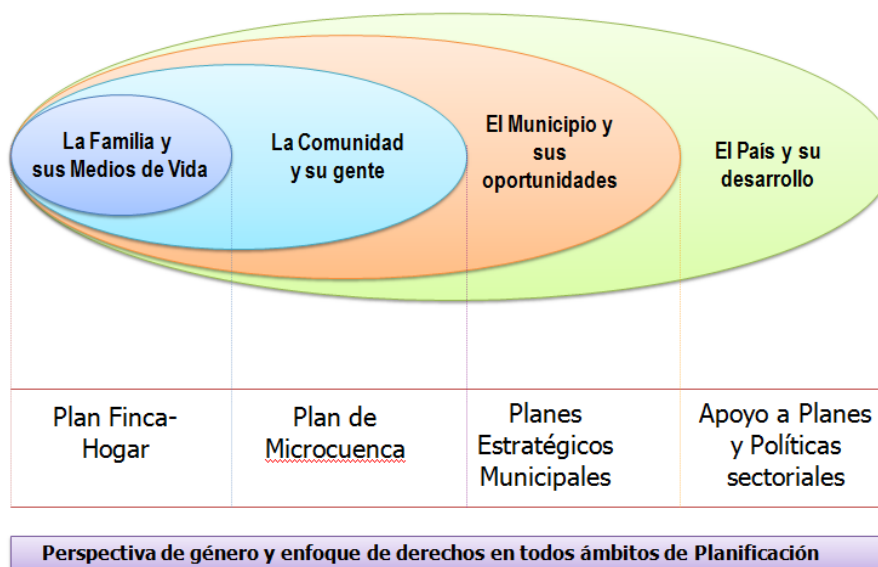 La Familia y
sus Medios de Vida
La Comunidad
y su gente
El Municipio y
sus
oportunidades
El País y su
desarrollo
Plan Finca-
Hogar
Plan de
Microcuenca
Planes
Estratégicos
Municipales
Apoyo a Planes
y Políticas
sectoriales
Perspectiva de género y enfoque de derechos en todos ámbitos de Planificación